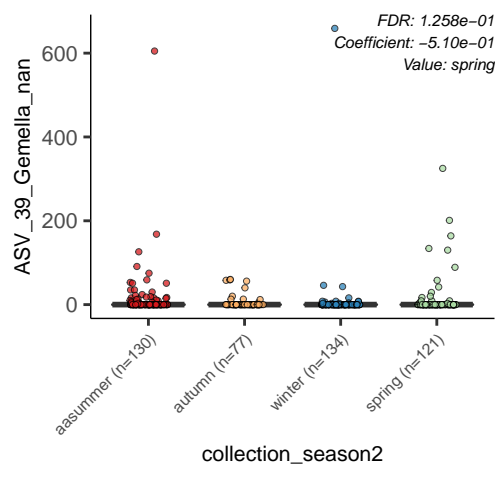 FDR: 1.258e−01
Coefficient: −5.10e−01
Value: spring
ASV_39_Gemella_nan
600
400
200
0
aasummer (n=130)
autumn (n=77)
winter (n=134)
spring (n=121)
collection_season2